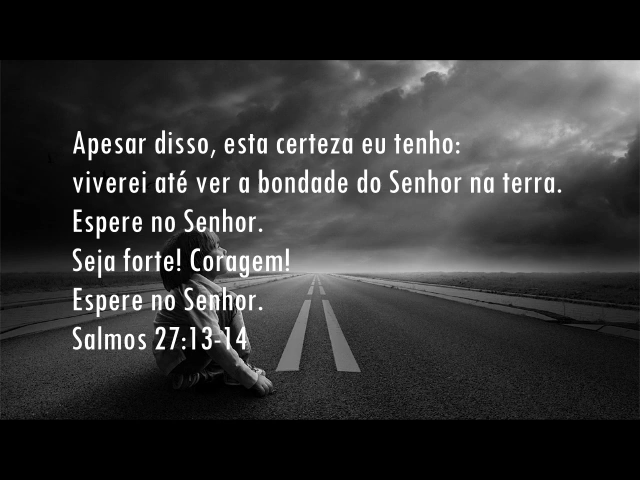 Apesar disso, esta certeza eu tenho:
viverei até ver a bondade do Senhor na terra.
Espere no Senhor.
Seja forte! Coragem!
Espere no Senhor.
Salmos 27:13-14